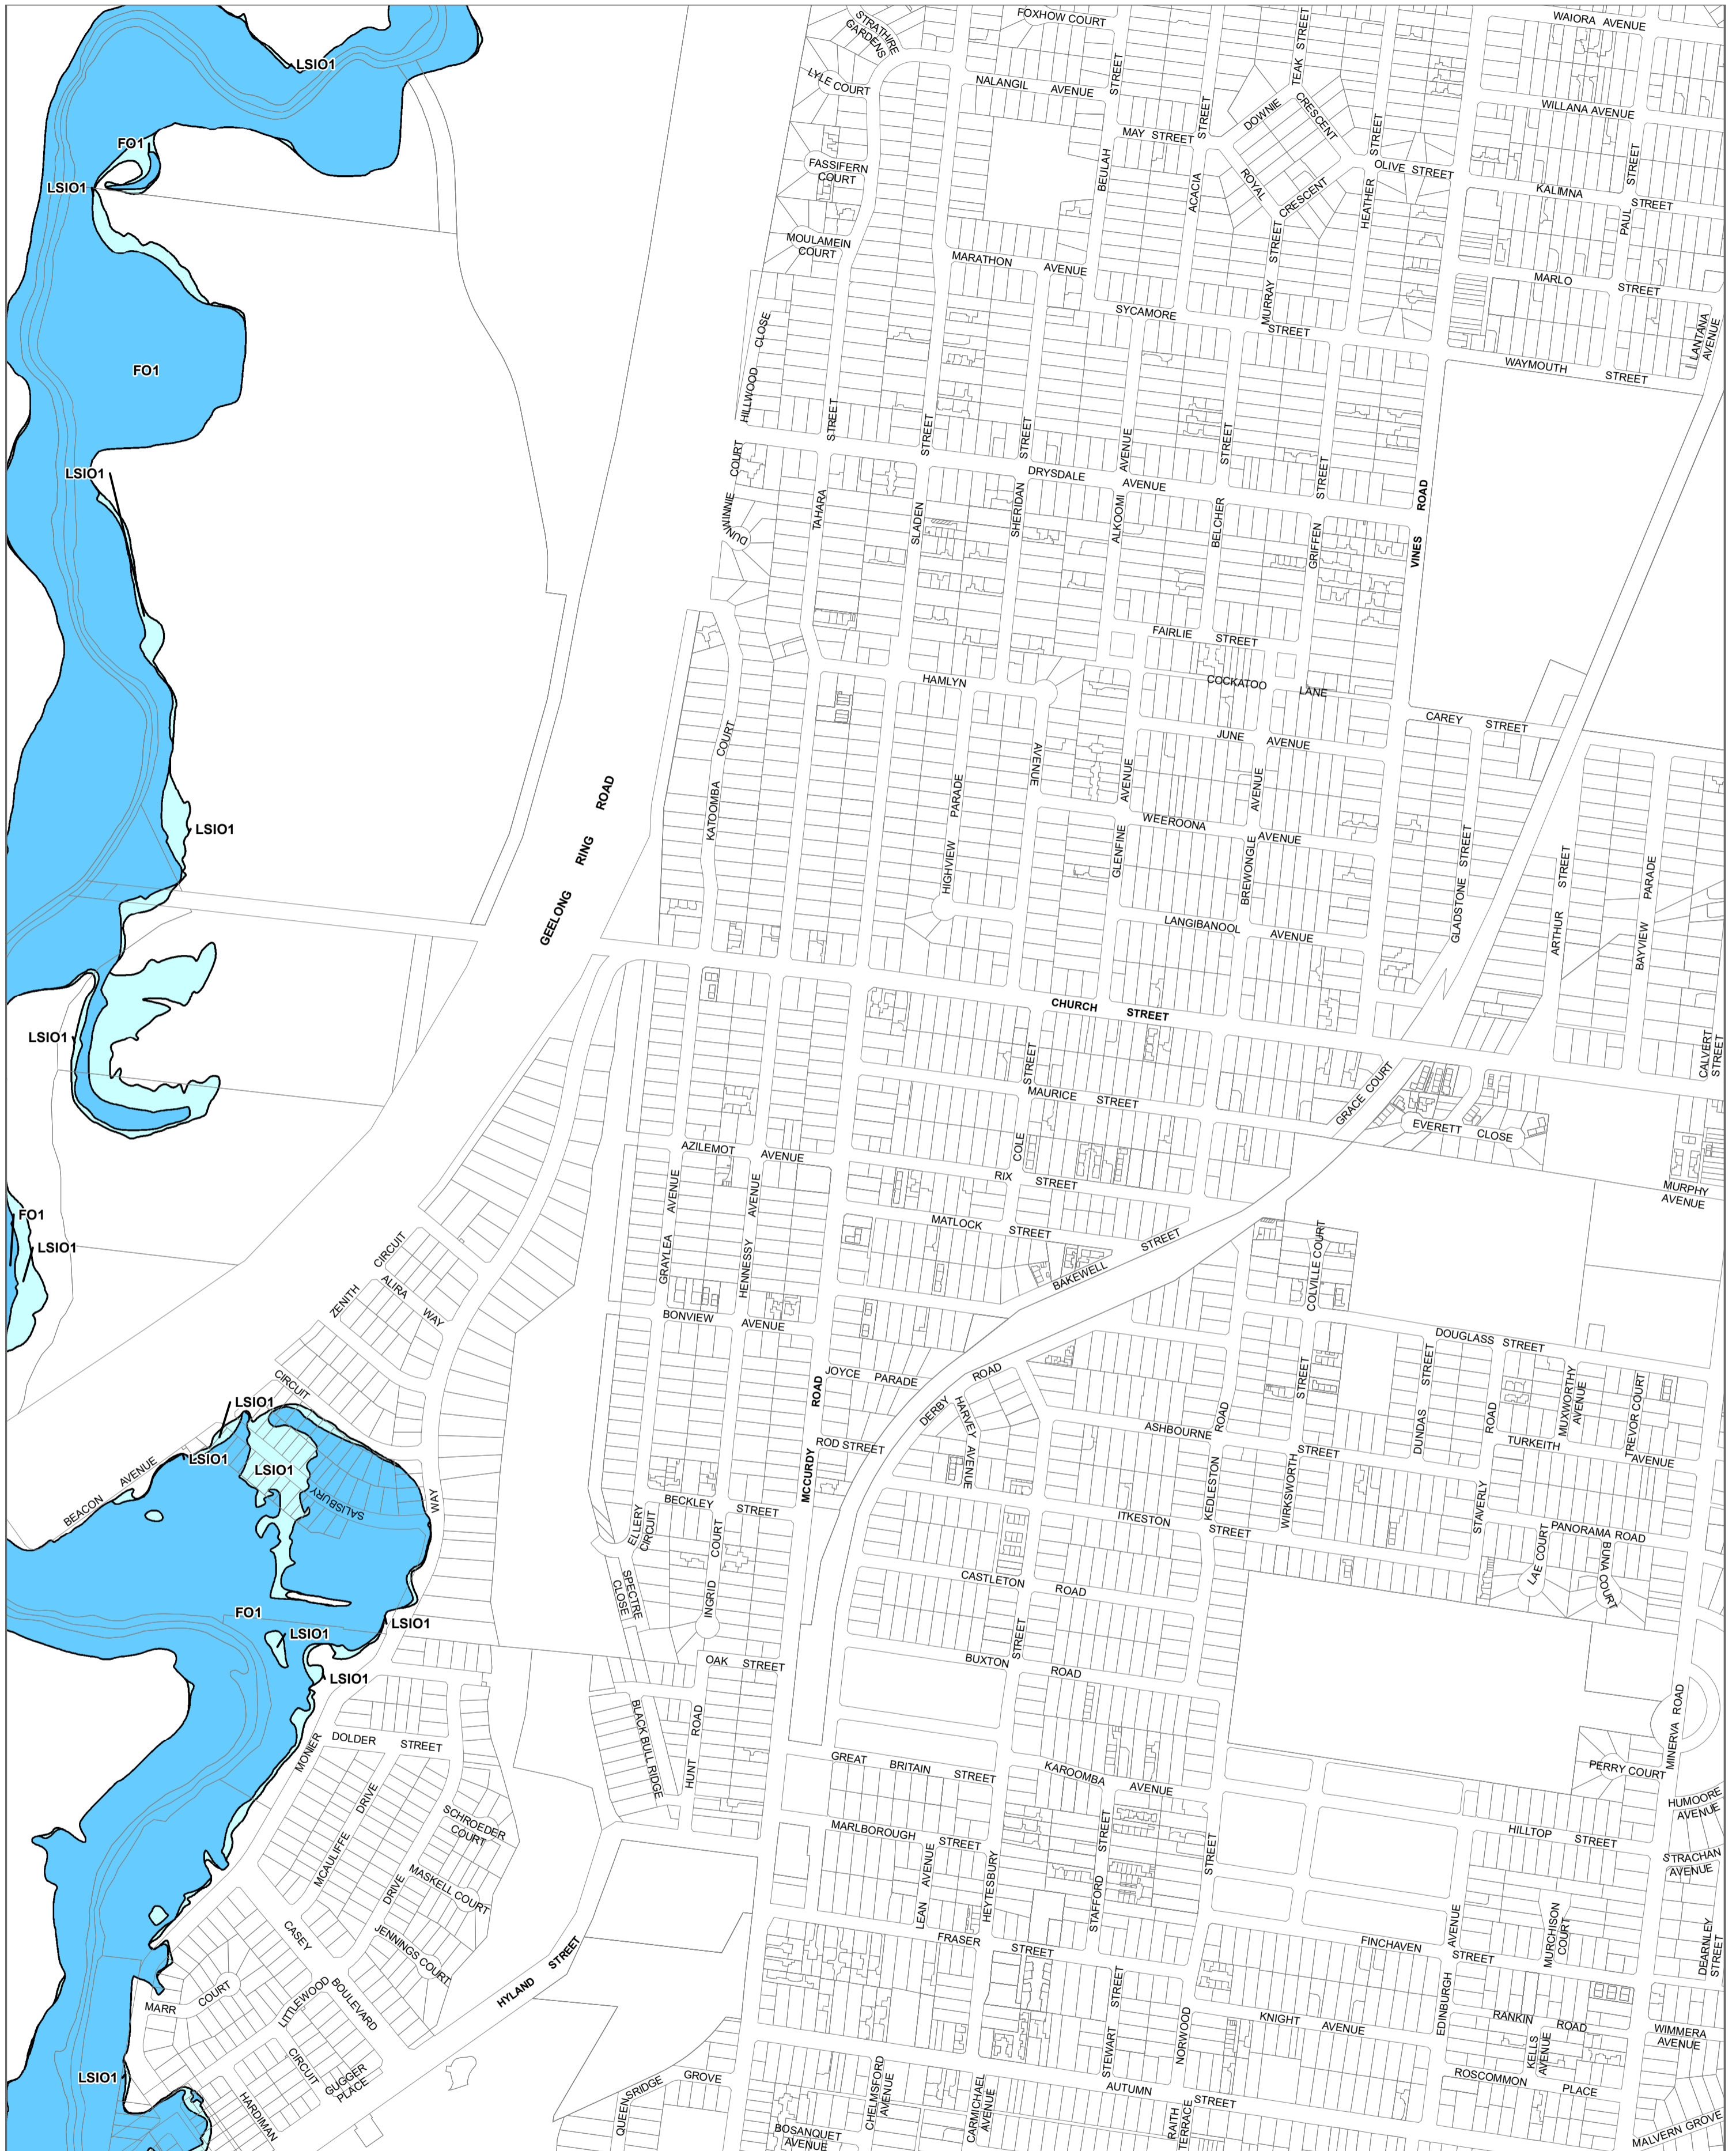 STRATHIRE
GARDENS
FOXHOW COURT
TEAK STREET
WAIORA AVENUE
LSIO1
LYLE COURT
NALANGIL AVENUE
STREET
STREET
DOWNIE
CRESCENT
WILLANA AVENUE
FO1
MAY STREET
STREET
OLIVE STREET
STREET
LSIO1
FASSIFERN
COURT
BEULAH
ACACIA
ROYAL
CRESCENT
HEATHER
KALIMNA
STREET
PAUL
MOULAMEIN
COURT
MARATHON AVENUE
STREET
MURRAY
MARLO
STREET
SYCAMORE
STREET
LANTANA
AVENUE
FO1
HILLWOOD CLOSE
WAYMOUTH
STREET
STREET
STREET
STREET
AVENUE
STREET
STREET
LSIO1
DUNWINNIE COURT
TAHARA
SLADEN
SHERIDAN
DRYSDALE
AVENUE
ALKOOMI
BELCHER
GRIFFEN
VINES ROAD
FAIRLIE STREET
HAMLYN
AVENUE
COCKATOO LANE
CAREY STREET
JUNE AVENUE
GEELONG RING ROAD
KATOOMBA COURT
HIGHVIEW PARADE
LSIO1
WEEROONA
AVENUE
GLENFINE
AVENUE
BREWONGLE
AVENUE
GLADSTONE STREET
ARTHUR STREET
BAYVIEW PARADE
LANGIBANOOL
AVENUE
CHURCH STREET
LSIO1
CALVERT
STREET
MAURICE STREET
GRACE COURT
EVERETT CLOSE
COLE
STREET
AZILEMOT
AVENUE
RIX
STREET
MURPHY
AVENUE
FO1
LSIO1
GRAYLEA
AVENUE
HENNESSY
AVENUE
MATLOCK
STREET
BAKEWELL
STREET
COLVILLE COURT
ZENITH
CIRCUIT
ALIRA
WAY
BONVIEW
AVENUE
DOUGLASS STREET
JOYCE PARADE
CIRCUIT
LSIO1
LSIO1
LSIO1
BEACON AVENUE
SALISBURY
WAY
DERBY
ROAD
HARVEY AVENUE
ROD STREET
MCCURDY
ROAD
ASHBOURNE
STREET
ROAD
KEDLESTON
STREET
WIRKSWORTH
DUNDAS
STREET
STAVERLY
ROAD
MUXWORTHY
AVENUE
TREVOR COURT
TURKEITH
AVENUE
BECKLEY
STREET
ELLERY
CIRCUIT
INGRID COURT
ITKESTON
STREET
PANORAMA ROAD
LAE COURT
BUNA COURT
SPECTRE
CLOSE
CASTLETON
ROAD
STREET
FO1
LSIO1
LSIO1
LSIO1
OAK STREET
BUXTON
ROAD
MONIER
DOLDER STREET
BLACK BULL RIDGE
HUNT
ROAD
MINERVA ROAD
GREAT
BRITAIN
STREET
KAROOMBA
AVENUE
PERRY COURT
HUMOORE
AVENUE
MCAULIFFE
DRIVE
SCHROEDER
COURT
MARLBOROUGH
STREET
STREET
HILLTOP STREET
STRACHAN
AVENUE
DRIVE
MASKELL COURT
LEAN
AVENUE
HEYTESBURY
STAFFORD
STREET
CASEY
BOULEVARD
JENNINGS COURT
HYLAND STREET
FRASER
STREET
FINCHAVEN
STREET
EDINBURGH
AVENUE
MURCHISON
COURT
DEARNLEY
STREET
MARR
COURT
LITTLEWOOD
STEWART
STREET
NORWOOD
STREET
KNIGHT AVENUE
RANKIN
ROAD
WIMMERA
AVENUE
KELLS
AVENUE
LSIO1
CIRCUIT
GUGGER
PLACE
HARDIMAN
QUEENSRIDGE
GROVE
CHELMSFORD
AVENUE
CARMICHAEL
AVENUE
AUTUMN
STREET
ROSCOMMON
PLACE
RAITH
TERRACE
BOSANQUET
AVENUE
MALVERN GROVE